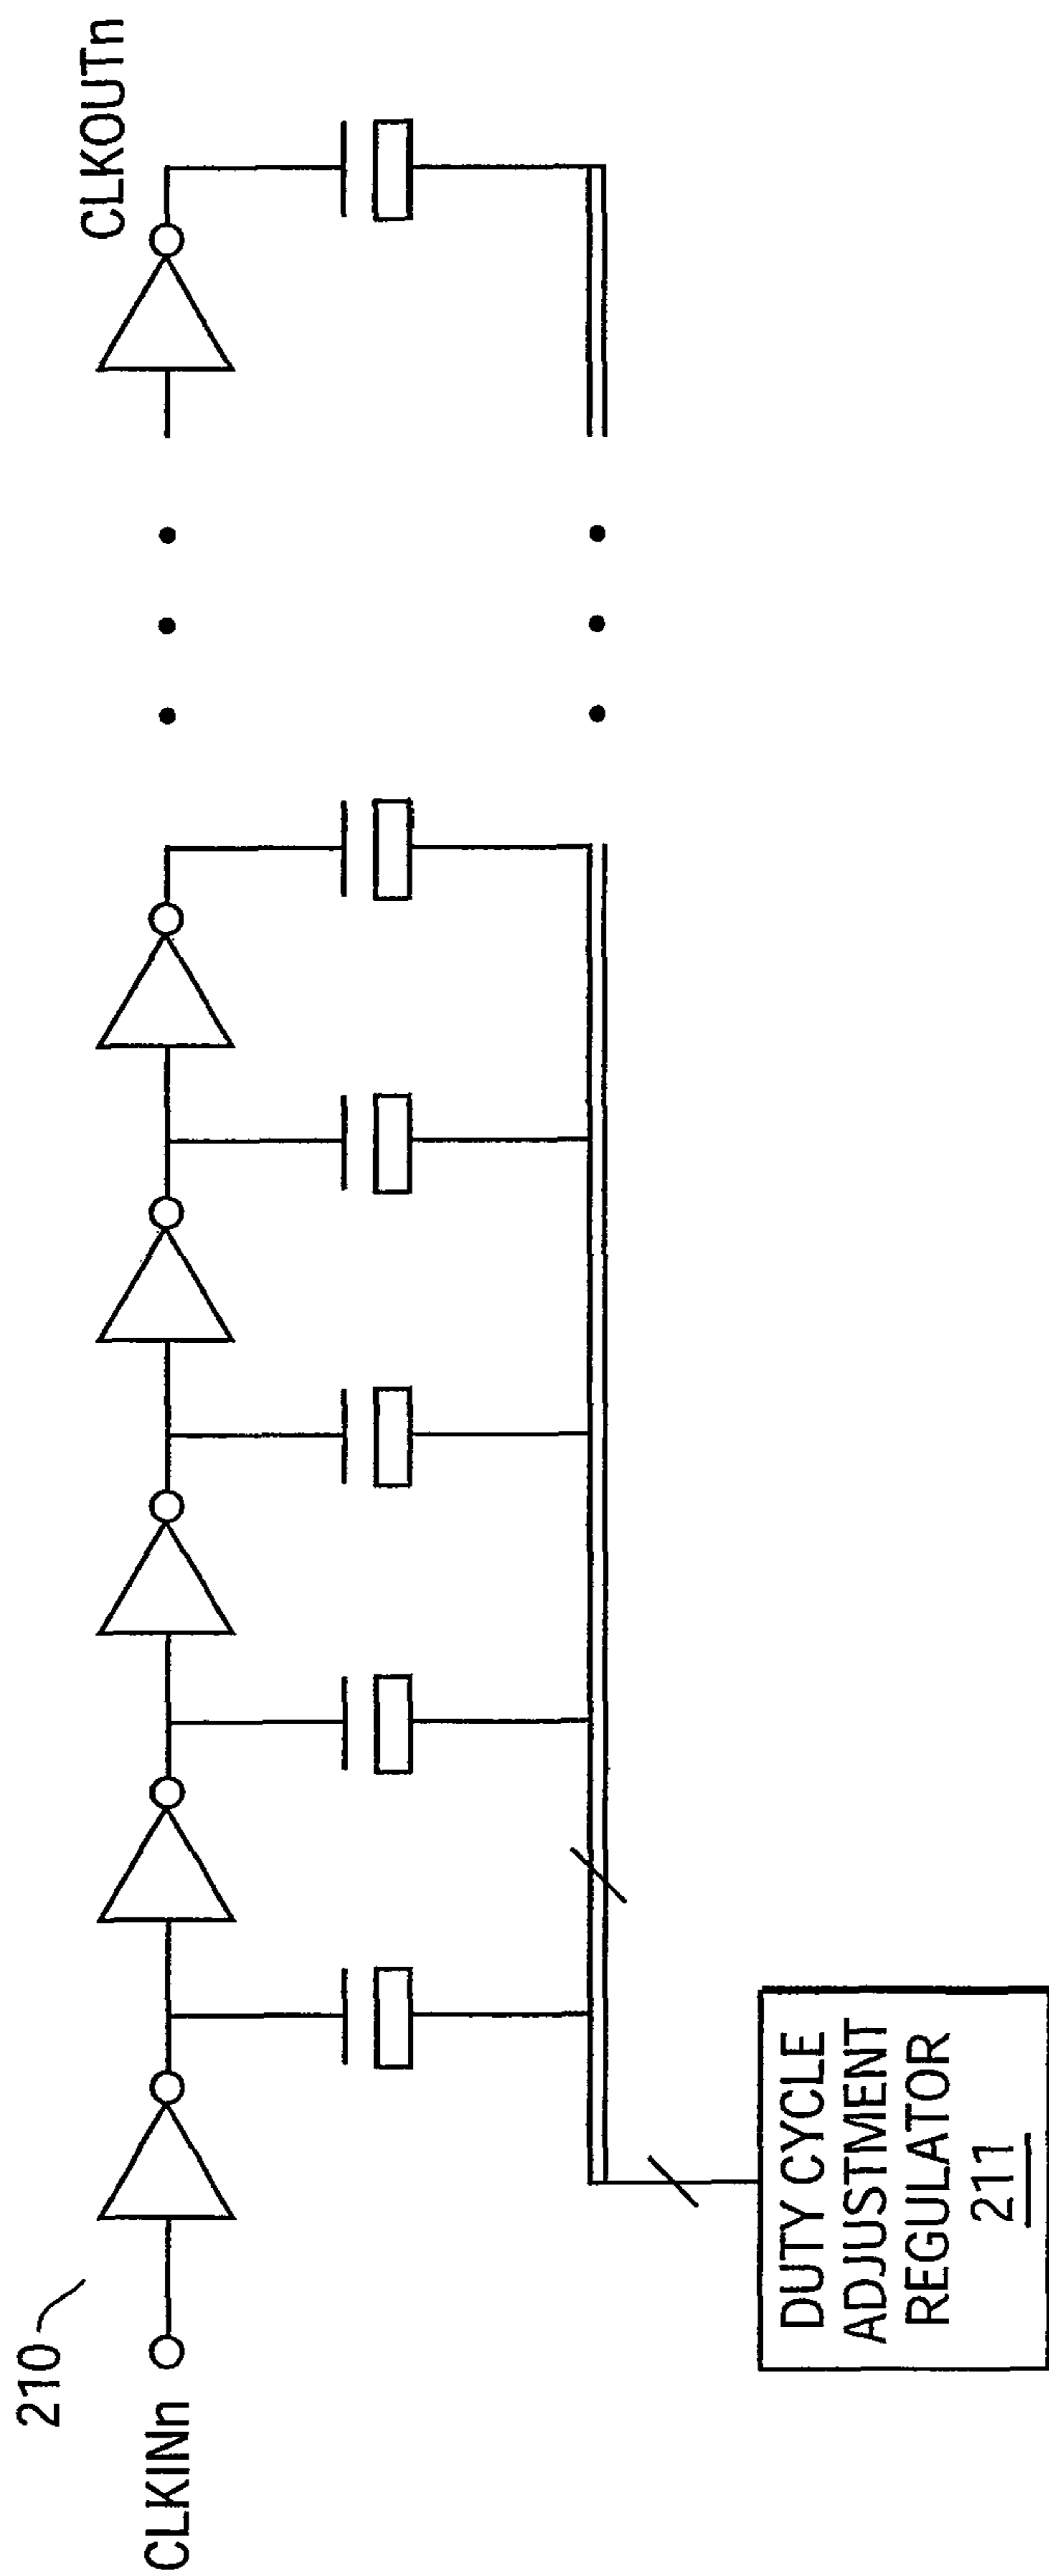 210
CLKINn
CLKOUTn
DUTY CYCLE
ADJUSTMENT
REGULATOR
211